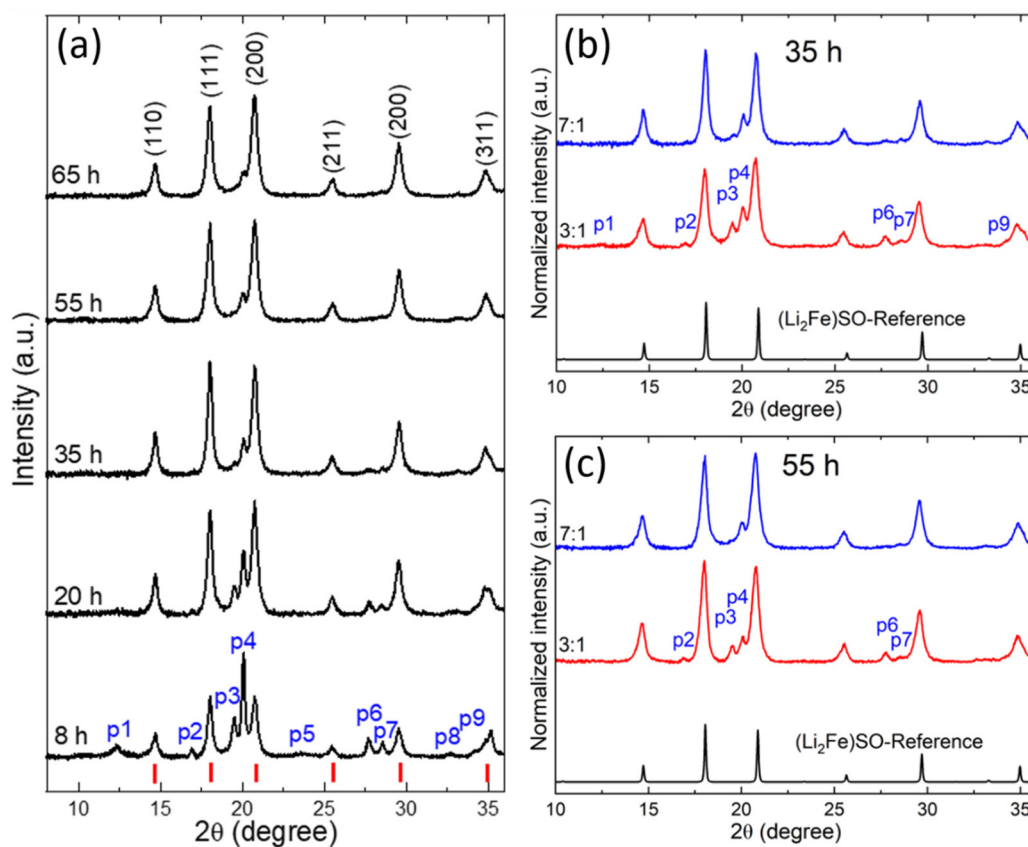 (a)
Intensity (a.u.)
(110)
(111)
(200)
(211)
(200)
(311)
65 h
55 h
35 h
20 h
8 h
p1
p2
p3
p4
p5
p6
p7
p8
p9
10 15 20 25 30 35
2θ (degree)
(b)
35 h
Normalized intensity (a.u.)
7:1
3:1
p1
p2
p3
p4
p6
p7
p9
(Li₂Fe)SO-Reference
10 15 20 25 30 35
2θ (degree)
(c)
55 h
Normalized intensity (a.u.)
7:1
3:1
p2
p3
p4
p6
p7
(Li₂Fe)SO-Reference
10 15 20 25 30 35
2θ (degree)